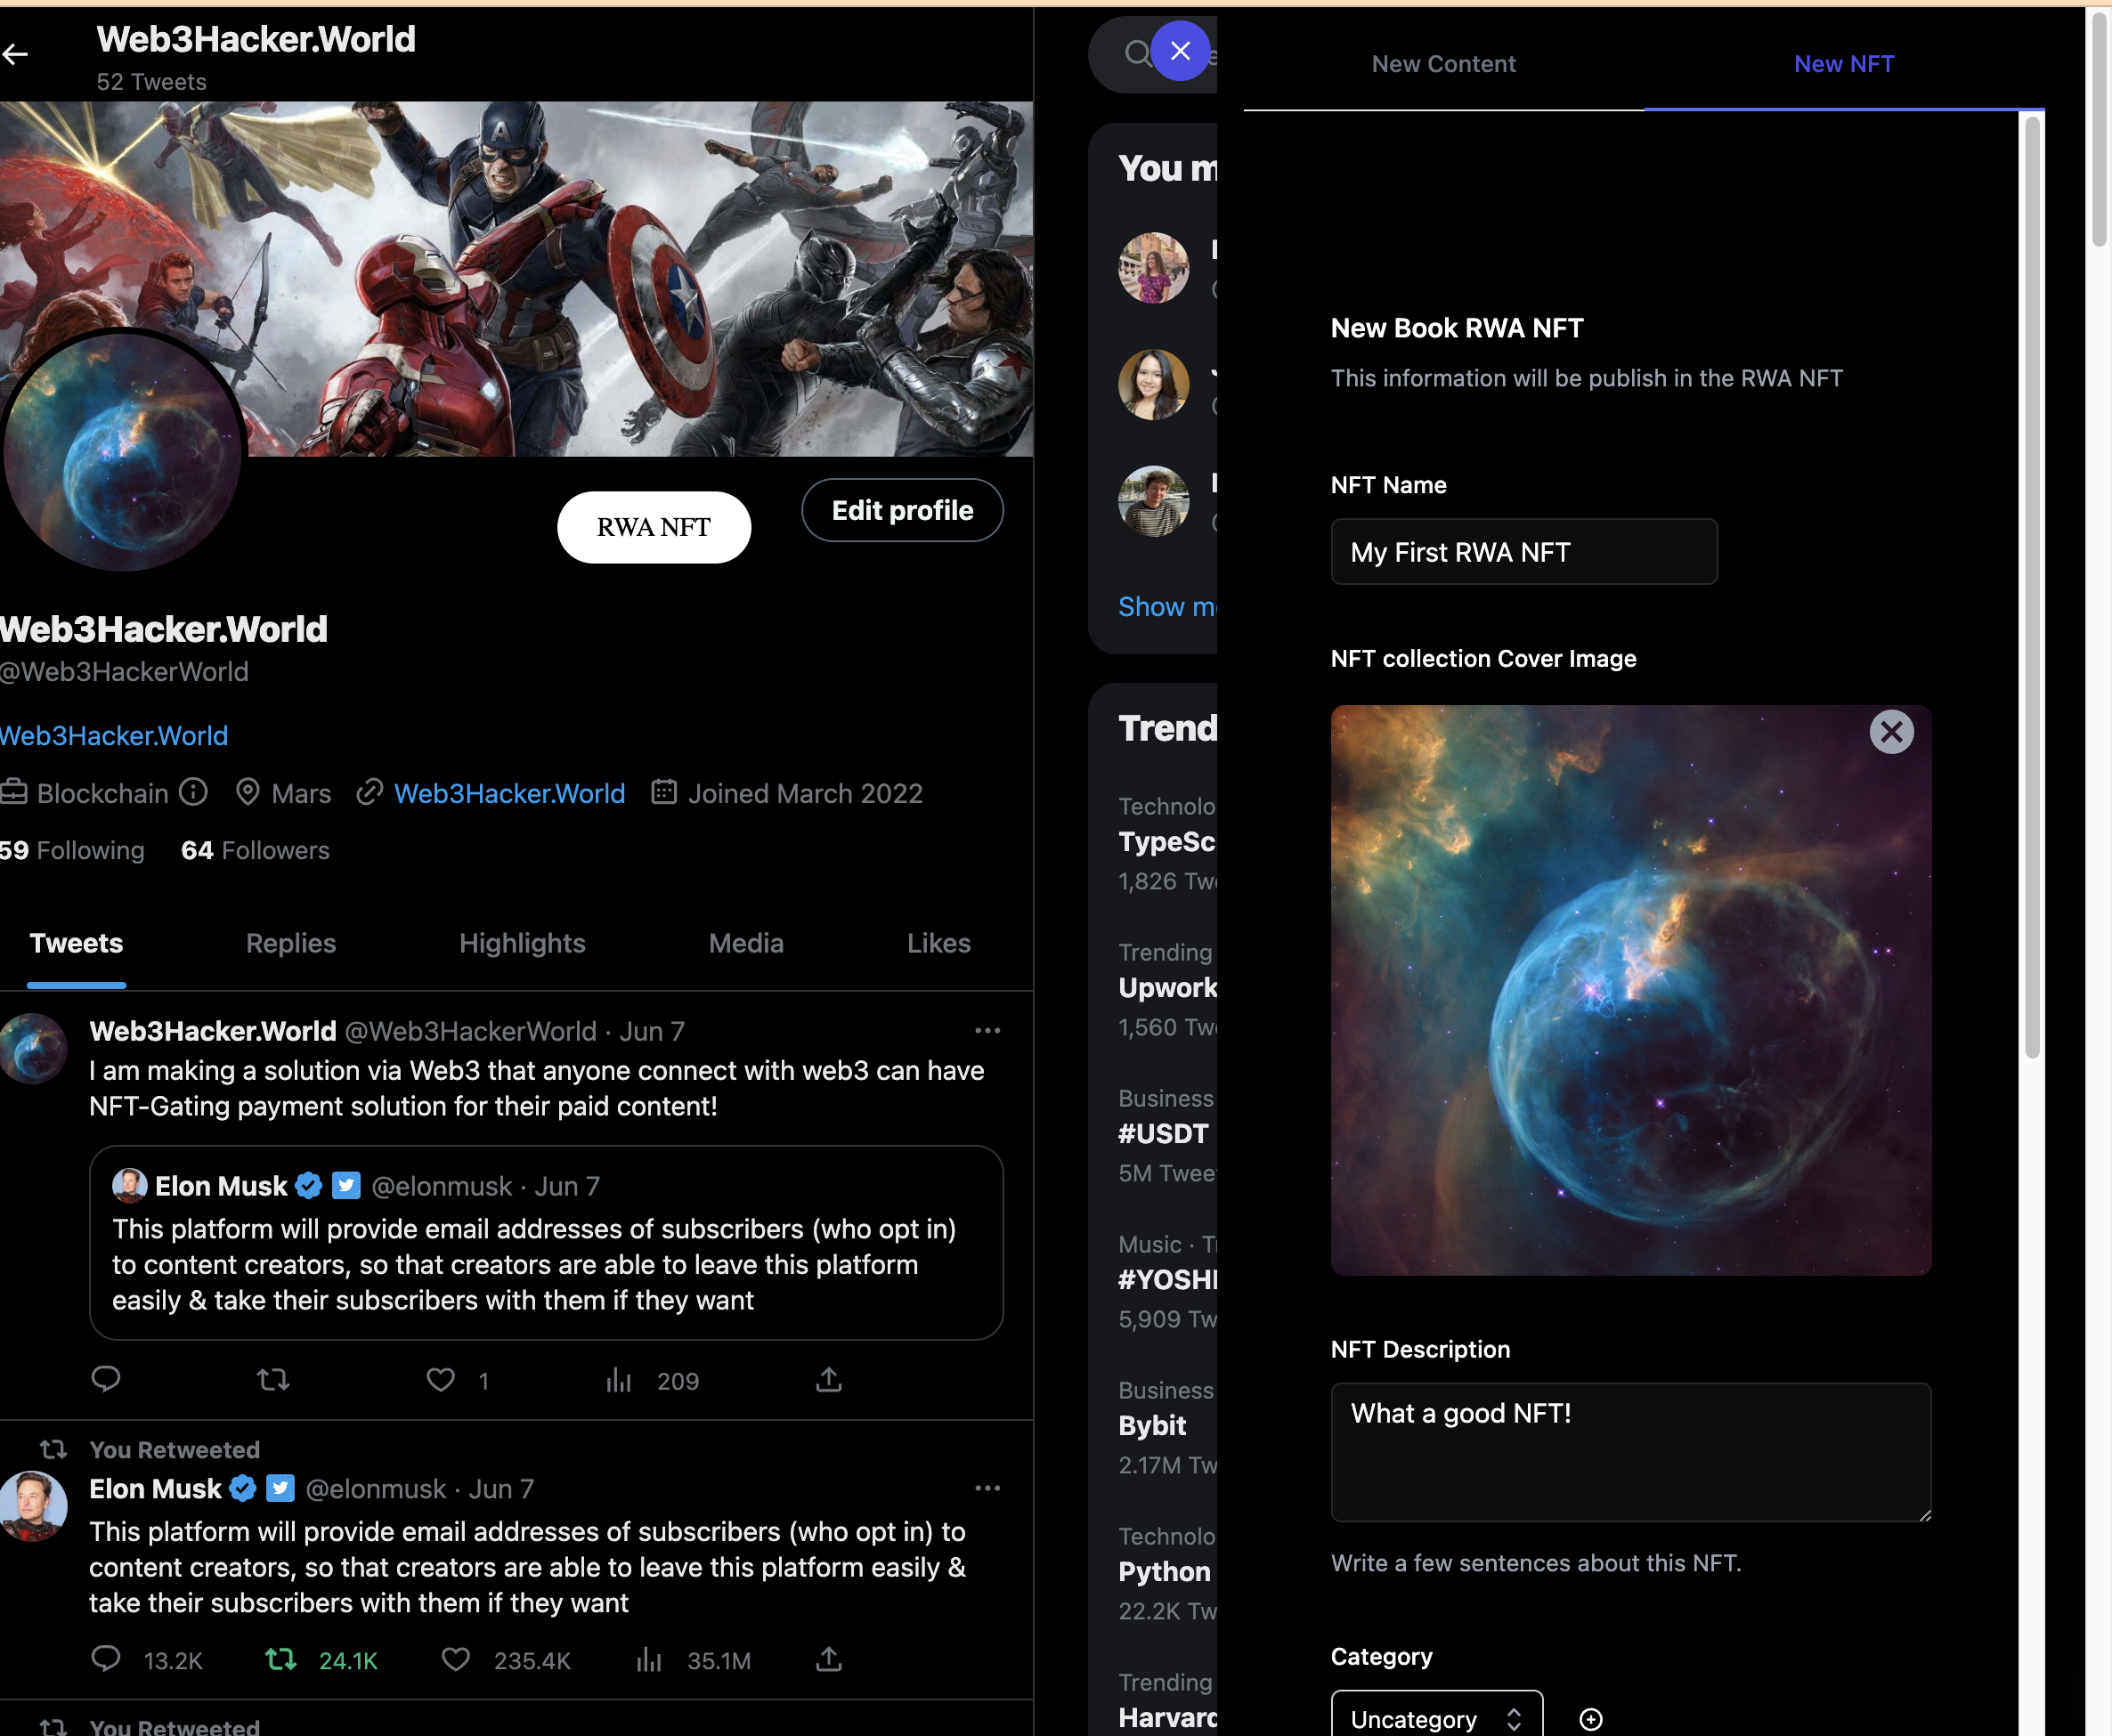 Web3Hacker.World
52 Tweets
RWA NFT
Edit profile
Web3Hacker.World
@Web3HackerWorld
Web3Hacker.World
Blockchain Mars Web3Hacker.World Joined March 2022
59 Following 64 Followers
Tweets Replies Highlights Media Likes
Web3Hacker.World @Web3HackerWorld · Jun 7
I am making a solution via Web3 that anyone connect with web3 can have
NFT-Gating payment solution for their paid content!
Elon Musk @elonmusk · Jun 7
This platform will provide email addresses of subscribers (who opt in)
to content creators, so that creators are able to leave this platform
easily & take their subscribers with them if they want
1 209
You Retweeted
Elon Musk @elonmusk · Jun 7
This platform will provide email addresses of subscribers (who opt in) to
content creators, so that creators are able to leave this platform easily &
take their subscribers with them if they want
13.2K 24.1K 235.4K 35.1M
You Retweeted
You m
Show m
Trend
Technolo
TypeSc
1,826 Tw
Trending
Upwork
1,560 Tw
Business
#USDT
5M Twee
Music · T
#YOSH
5,909 Tw
Business
Bybit
2.17M Tw
Technolo
Python
22.2K Tw
Trending
Harvard
New Content New NFT
New Book RWA NFT
This information will be publish in the RWA NFT
NFT Name
My First RWA NFT
NFT collection Cover Image
NFT Description
What a good NFT!
Write a few sentences about this NFT.
Category
Uncategory